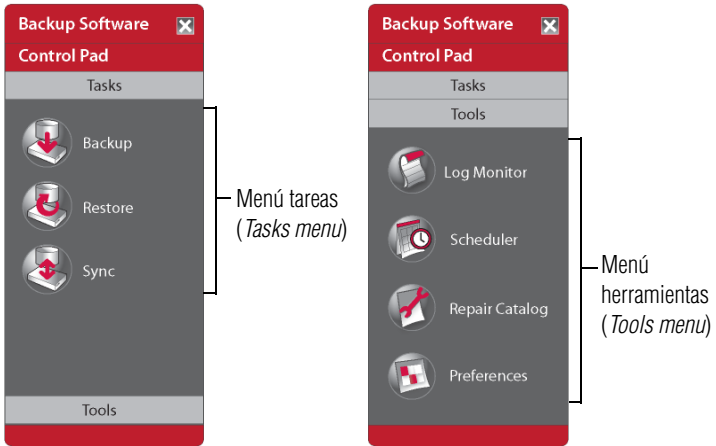 Backup Software
Control Pad
Tasks
Backup
Restore
Sync
Tools
Menú tareas
(Tasks menu)
Backup Software
Control Pad
Tasks
Tools
Log Monitor
Scheduler
Repair Catalog
Preferences
Menú
herramientas
(Tools menu)